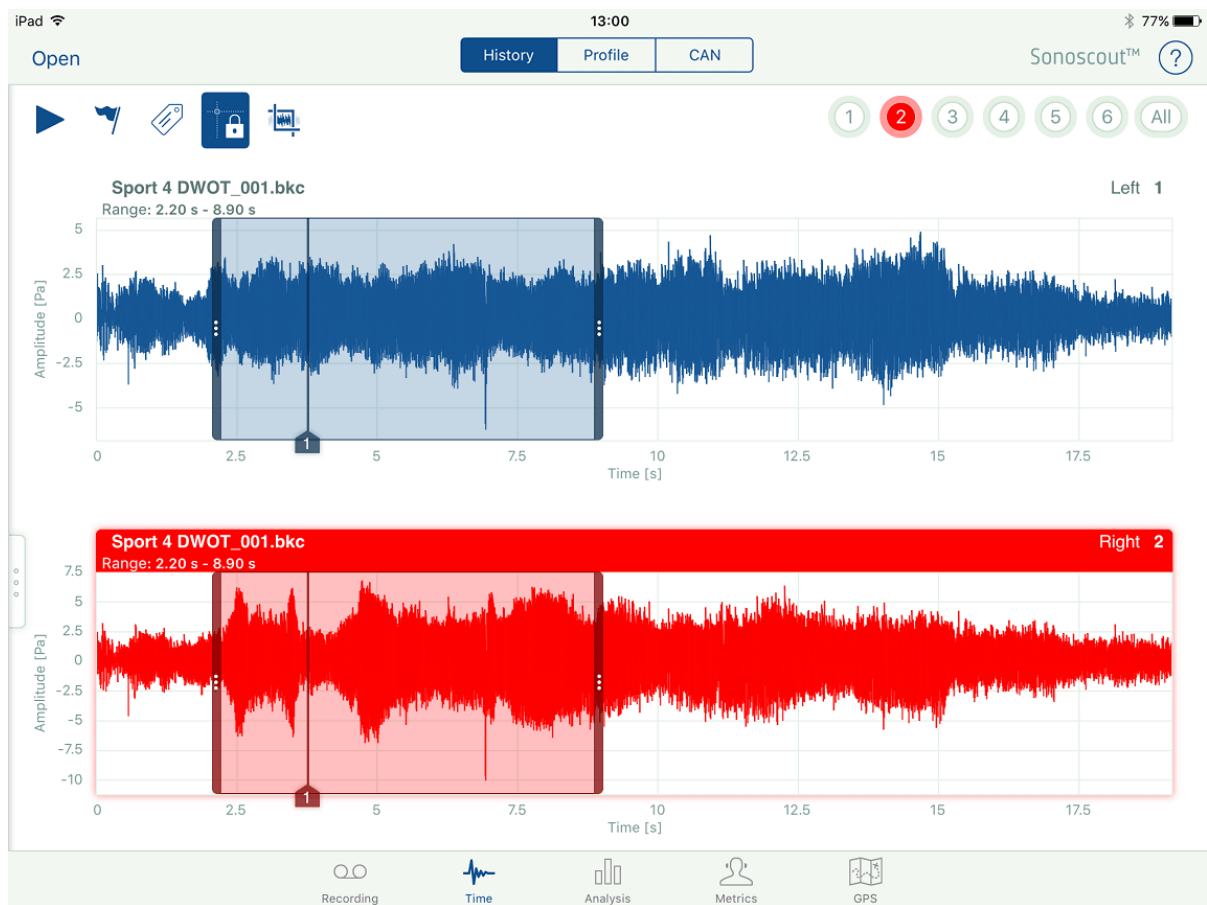 iPad 13:00 77%
Open History Profile CAN Sonoscout™ ?
1 2 3 4 5 6 All
Sport 4 DWOT_001.bkc Left 1
Range: 2.20 s - 8.90 s
5
2.5
0
-2.5
-5
Amplitude [Pa]
1
0 2.5 5 7.5 10 12.5 15 17.5
Time [s]
Sport 4 DWOT_001.bkc Right 2
Range: 2.20 s - 8.90 s
7.5
5
2.5
0
-2.5
-5
-7.5
-10
Amplitude [Pa]
1
0 2.5 5 7.5 10 12.5 15 17.5
Time [s]
Recording Time Analysis Metrics GPS